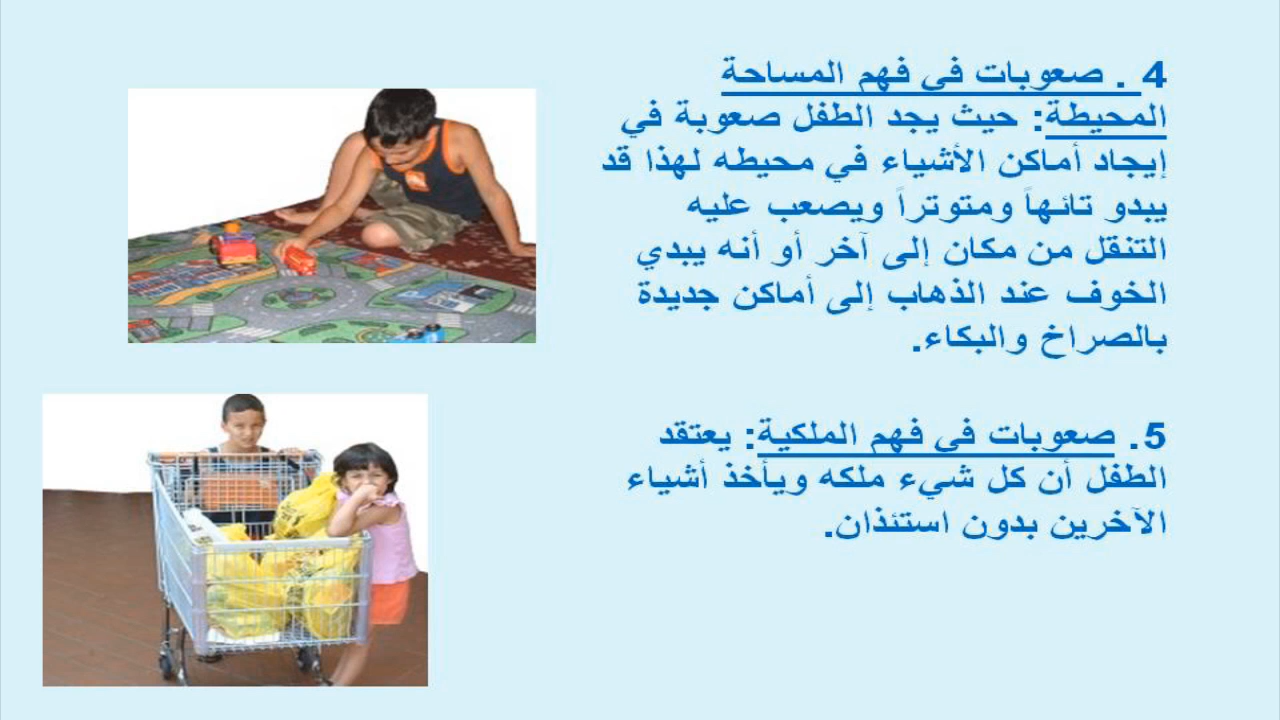 4 . صعوبات في فهم المساحة
المحيطة: حيث يجد الطفل صعوبة في
إيجاد أماكن الأشياء في محيطه لهذا قد
يبدو تائهاً ومتوتراً ويصعب عليه
التنقل من مكان إلى آخر أو أنه يبدي
الخوف عند الذهاب إلى أماكن جديدة
بالصراخ والبكاء.
5. صعوبات في فهم الملكية: يعتقد
الطفل أن كل شيء ملكه ويأخذ أشياء
الآخرين بدون استئذان.